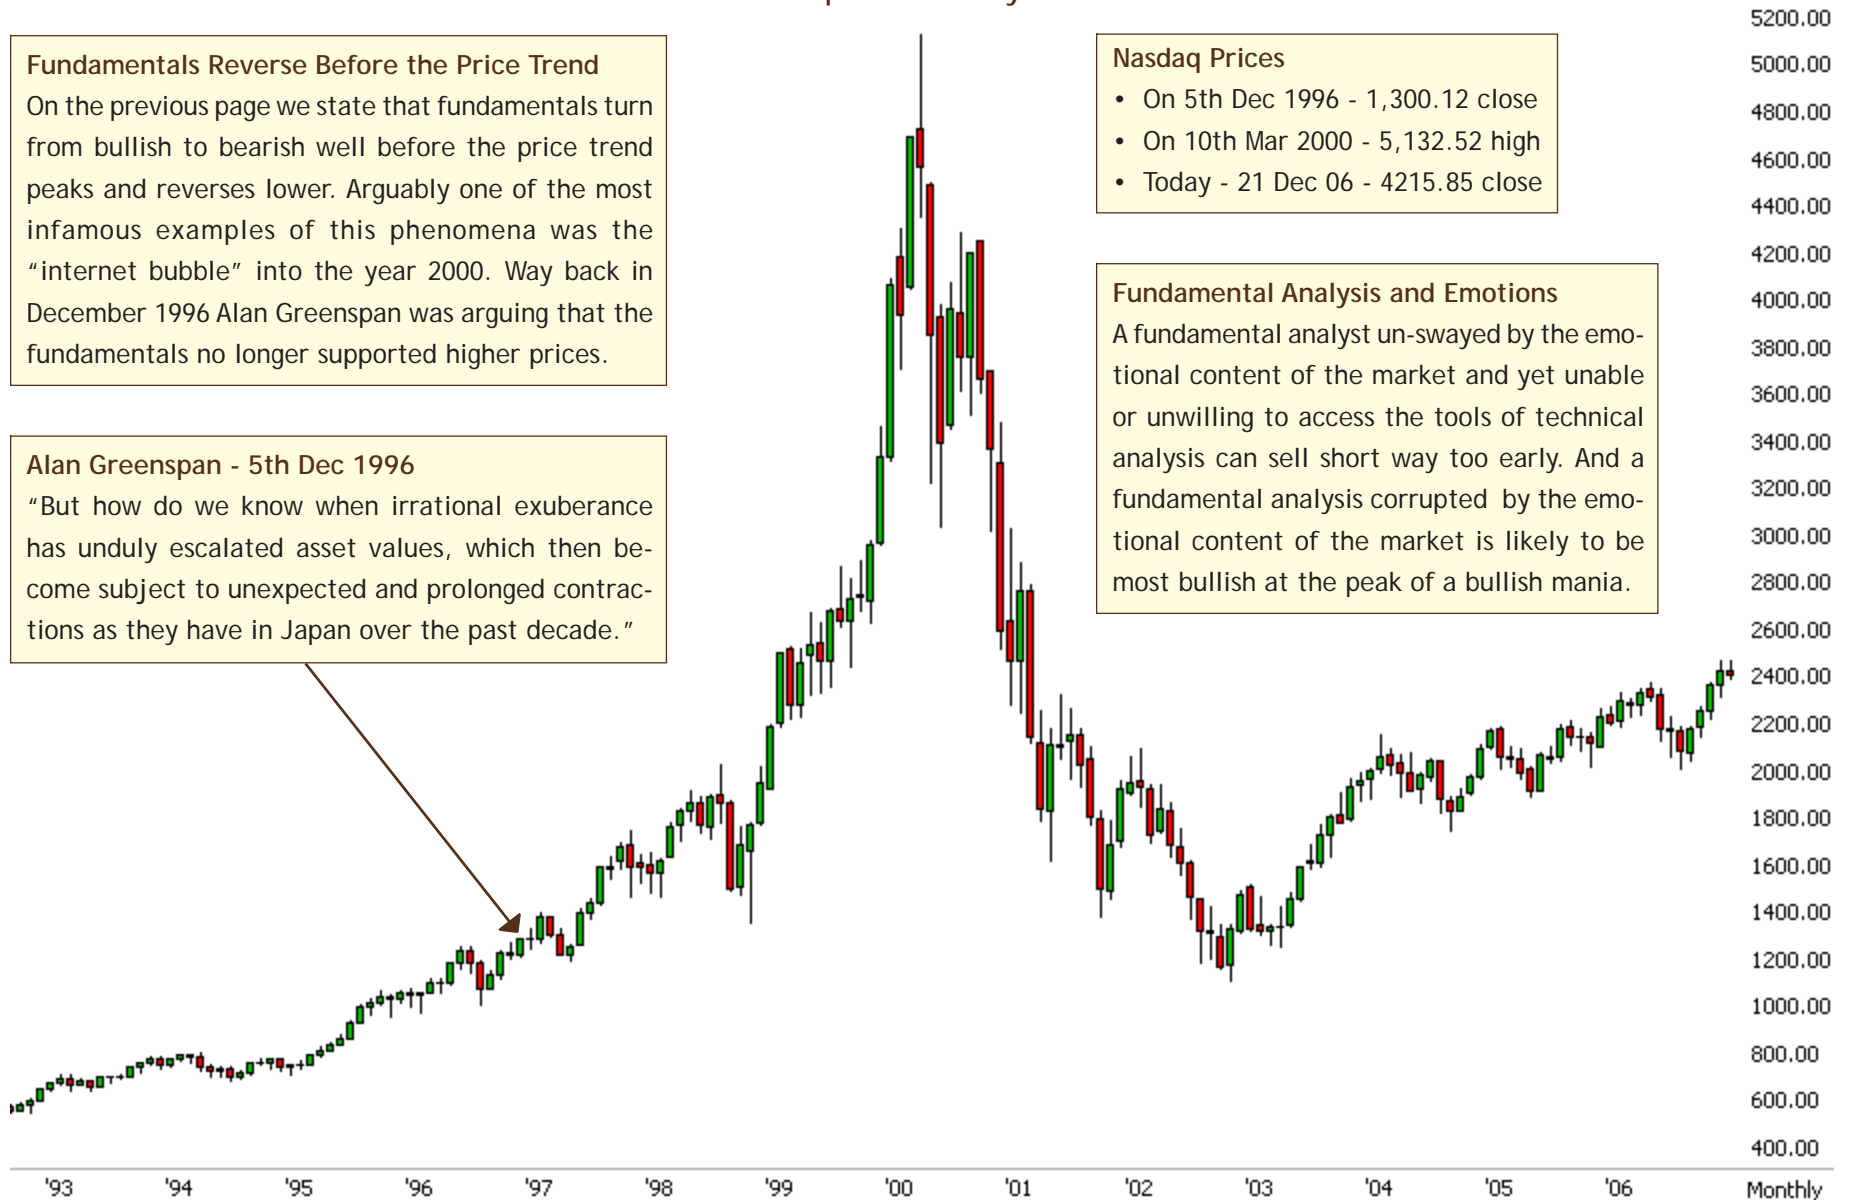 Fundamentals Reverse Before the Price Trend
On the previous page we state that fundamentals turn
from bullish to bearish well before the price trend
peaks and reverses lower. Arguably one of the most
infamous examples of this phenomena was the
“internet bubble” into the year 2000. Way back in
December 1996 Alan Greenspan was arguing that the
fundamentals no longer supported higher prices.
Alan Greenspan - 5th Dec 1996
“But how do we know when irrational exuberance
has unduly escalated asset values, which then be-
come subject to unexpected and prolonged contrac-
tions as they have in Japan over the past decade.”
Nasdaq Prices
• On 5th Dec 1996 - 1,300.12 close
• On 10th Mar 2000 - 5,132.52 high
• Today - 21 Dec 06 - 4215.85 close
Fundamental Analysis and Emotions
A fundamental analyst un-swayed by the emo-
tional content of the market and yet unable
or unwilling to access the tools of technical
analysis can sell short way too early. And a
fundamental analysis corrupted by the emo-
tional content of the market is likely to be
most bullish at the peak of a bullish mania.
5200.00
5000.00
4800.00
4600.00
4400.00
4200.00
4000.00
3800.00
3600.00
3400.00
3200.00
3000.00
2800.00
2600.00
2400.00
2200.00
2000.00
1800.00
1600.00
1400.00
1200.00
1000.00
800.00
600.00
400.00
'93 '94 '95 '96 '97 '98 '99 '00 '01 '02 '03 '04 '05 '06 Monthly